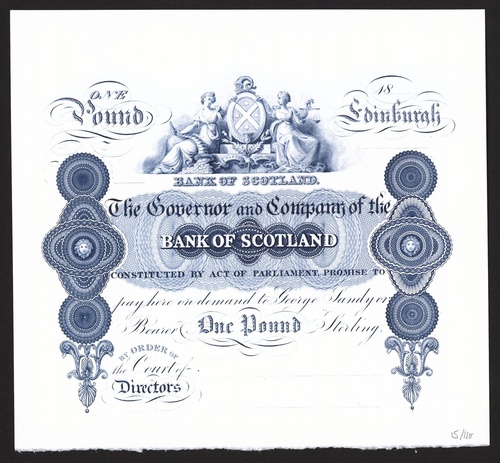 ONE
Pound
18
Edinburgh
BANK OF SCOTLAND.
The Governor and Company of the
BANK OF SCOTLAND
CONSTITUTED BY ACT OF PARLIAMENT, PROMISE TO
pay here on demand to George Sandy or
Bearer One Pound Sterling.
BY ORDER OF
the Court of
Directors
15/110